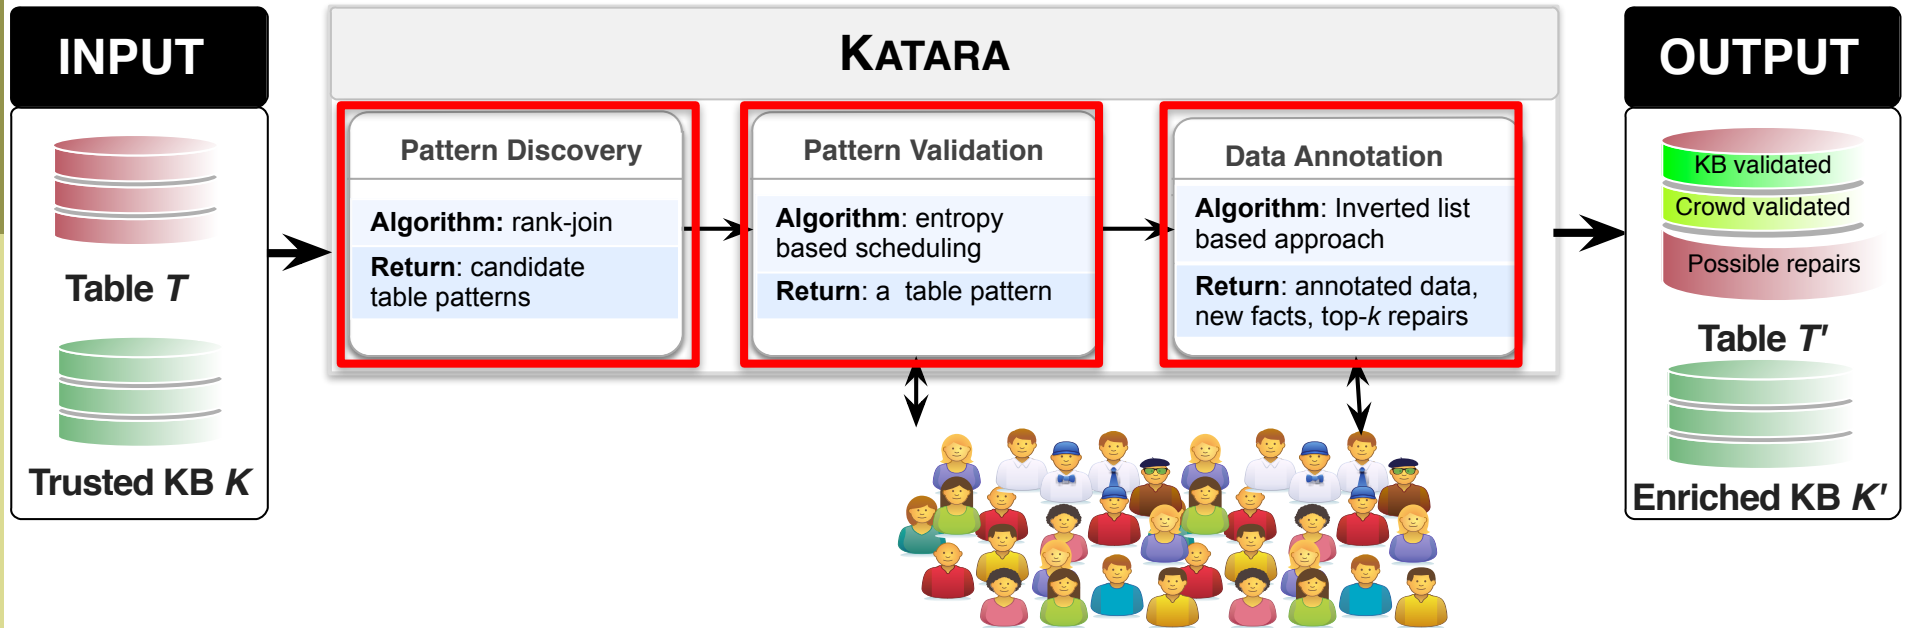 INPUT
Table T
Trusted KB K
KATARA
Pattern Discovery
Algorithm: rank-join
Return: candidate
table patterns
Pattern Validation
Algorithm: entropy
based scheduling
Return: a table pattern
Data Annotation
Algorithm: Inverted list
based approach
Return: annotated data,
new facts, top-k repairs
OUTPUT
KB validated
Crowd validated
Possible repairs
Table T'
Enriched KB K'